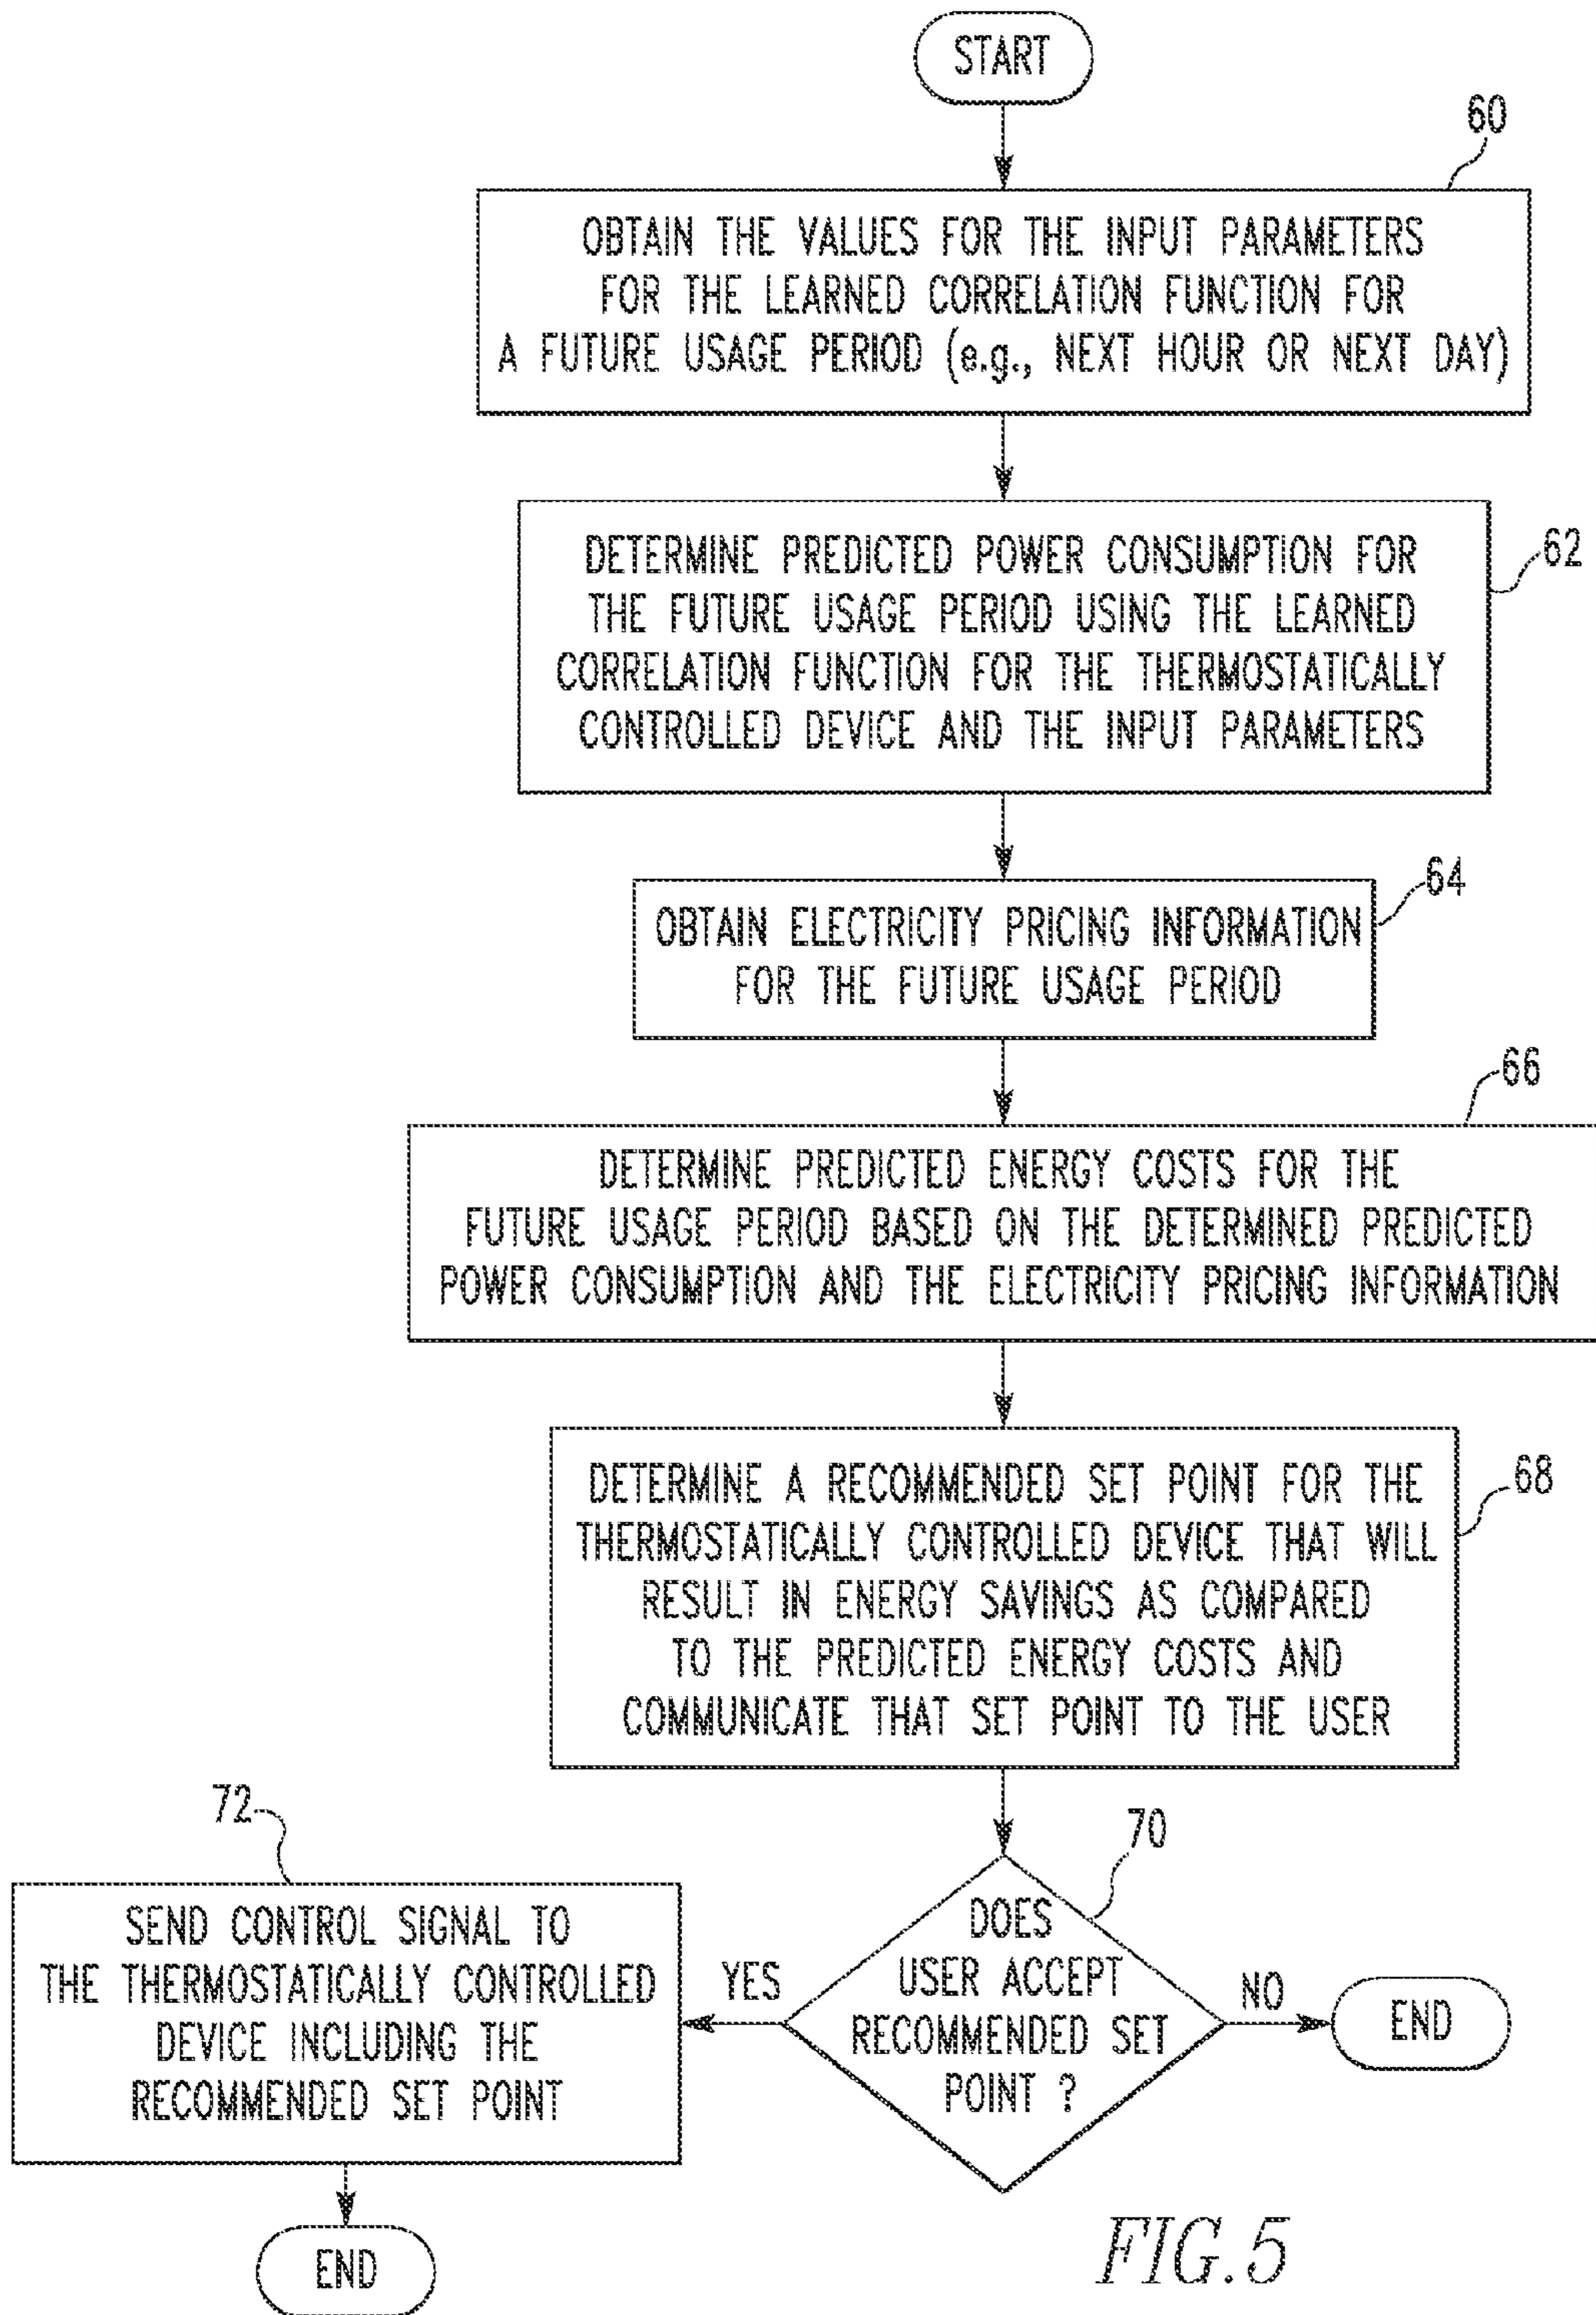 START
60
OBTAIN THE VALUES FOR THE INPUT PARAMETERS
FOR THE LEARNED CORRELATION FUNCTION FOR
A FUTURE USAGE PERIOD (e.g., NEXT HOUR OR NEXT DAY)
62
DETERMINE PREDICTED POWER CONSUMPTION FOR
THE FUTURE USAGE PERIOD USING THE LEARNED
CORRELATION FUNCTION FOR THE THERMOSTATICALLY
CONTROLLED DEVICE AND THE INPUT PARAMETERS
64
OBTAIN ELECTRICITY PRICING INFORMATION
FOR THE FUTURE USAGE PERIOD
66
DETERMINE PREDICTED ENERGY COSTS FOR THE
FUTURE USAGE PERIOD BASED ON THE DETERMINED PREDICTED
POWER CONSUMPTION AND THE ELECTRICITY PRICING INFORMATION
68
DETERMINE A RECOMMENDED SET POINT FOR THE
THERMOSTATICALLY CONTROLLED DEVICE THAT WILL
RESULT IN ENERGY SAVINGS AS COMPARED
TO THE PREDICTED ENERGY COSTS AND
COMMUNICATE THAT SET POINT TO THE USER
70
DOES
USER ACCEPT
RECOMMENDED SET
POINT ?
YES
NO
END
72
SEND CONTROL SIGNAL TO
THE THERMOSTATICALLY CONTROLLED
DEVICE INCLUDING THE
RECOMMENDED SET POINT
END
FIG.5